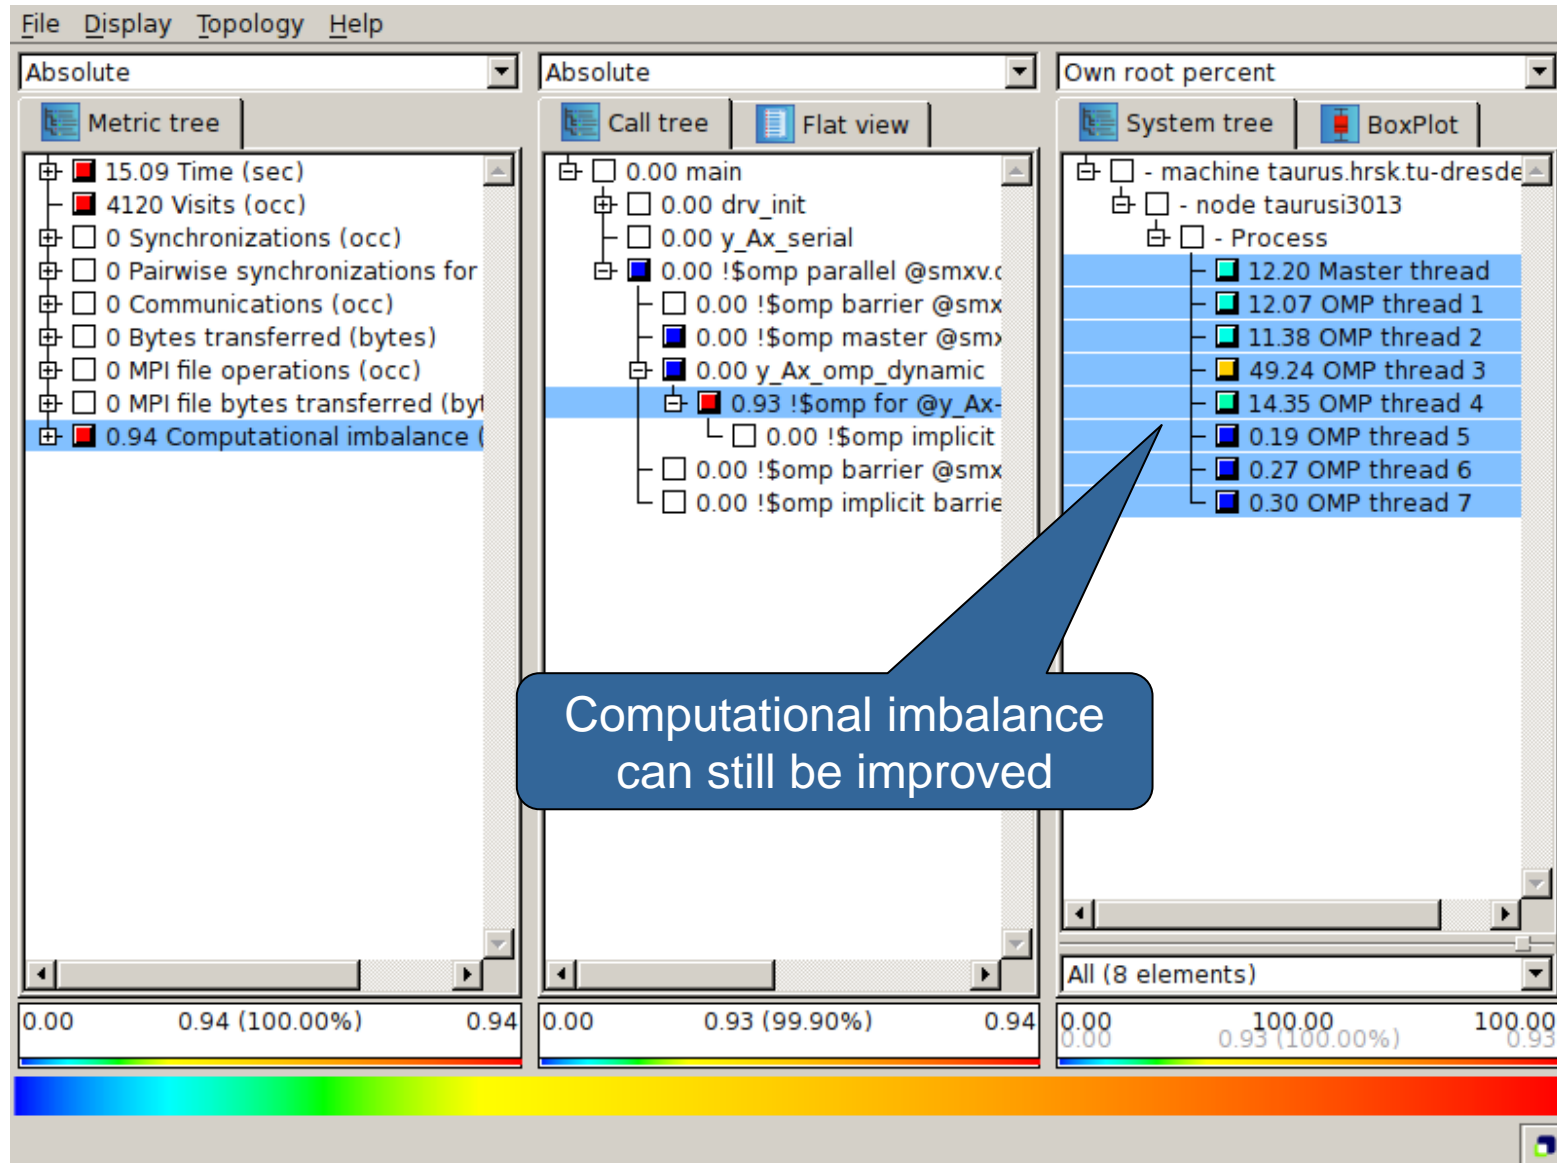 File Display Topology Help
Absolute
Absolute
Own root percent
Metric tree
Call tree
Flat view
System tree
BoxPlot
15.09 Time (sec)
4120 Visits (occ)
0 Synchronizations (occ)
0 Pairwise synchronizations for
0 Communications (occ)
0 Bytes transferred (bytes)
0 MPI file operations (occ)
0 MPI file bytes transferred (byt
0.94 Computational imbalance (
0.00 main
0.00 drv_init
0.00 y_Ax_serial
0.00 !$omp parallel @smxv.c
0.00 !$omp barrier @smx
0.00 !$omp master @smx
0.00 y_Ax_omp_dynamic
0.93 !$omp for @y_Ax-
0.00 !$omp implicit
0.00 !$omp barrier @smx
0.00 !$omp implicit barrie
- machine taurus.hrsk.tu-dresde
- node taurusi3013
- Process
12.20 Master thread
12.07 OMP thread 1
11.38 OMP thread 2
49.24 OMP thread 3
14.35 OMP thread 4
0.19 OMP thread 5
0.27 OMP thread 6
0.30 OMP thread 7
Computational imbalance
can still be improved
All (8 elements)
0.00 0.94 (100.00%) 0.94
0.00 0.93 (99.90%) 0.94
0.00 100.00 100.00
0.00 0.93 (100.00%) 0.93